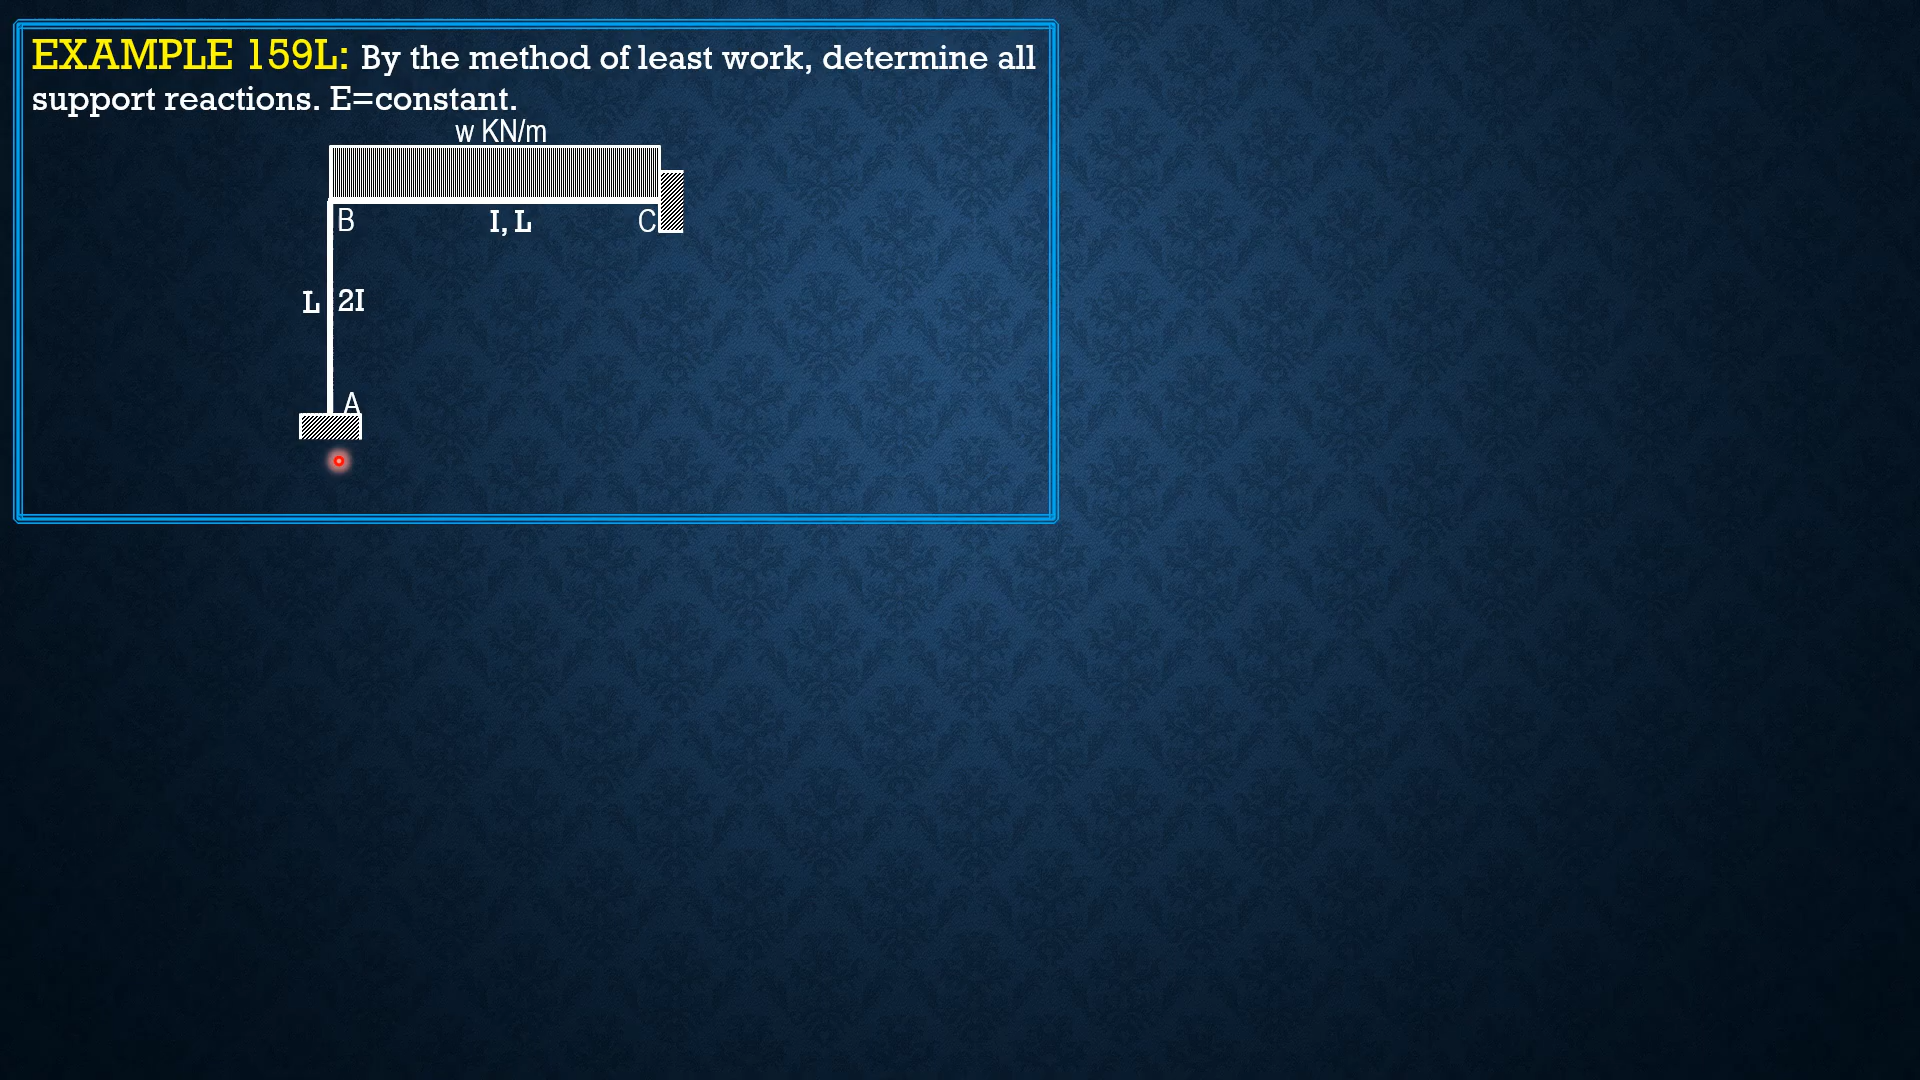 EXAMPLE 159L: By the method of least work, determine all
support reactions. E=constant.
w KN/m
B I, L C
L 2I
A